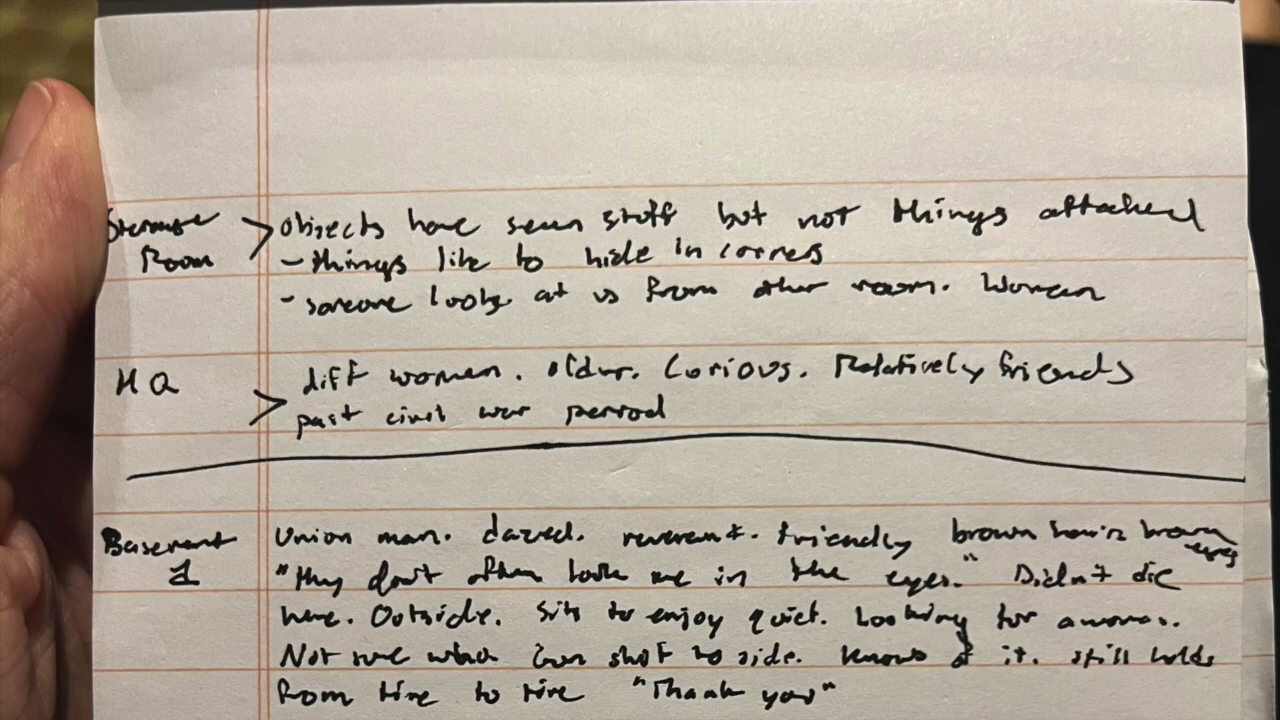 Storage > objects have seen stuff but not things attached
Room - things like to hide in corners
- someone looks at us from other room. Woman
HQ > diff women. older. Curious. Relatively friendly
past civil war period
Basement Union man. dazed. reverent. friendly brown hair brown eyes
1 "they don't often look me in the eyes." Didn't die
here. Outside. Sits to enjoy quiet. Looking for a woman.
Not sure Gun shot to side. Knows of it. still holds
from time to time "Thank you"